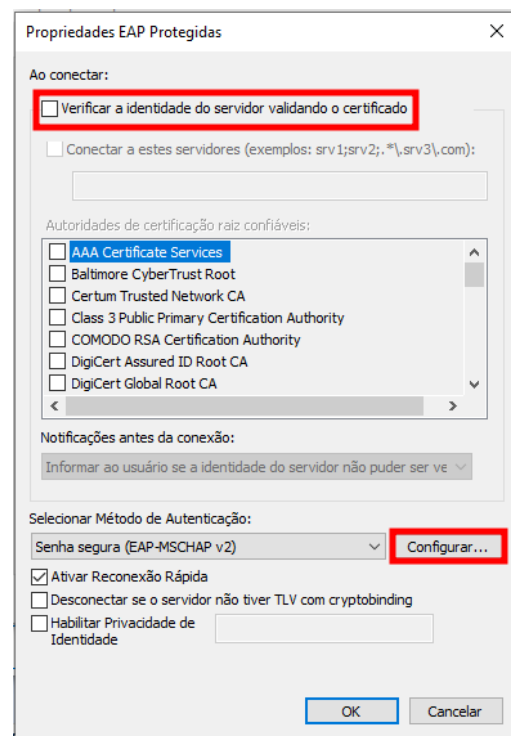 Propriedades EAP Protegidas
Ao conectar:
Verificar a identidade do servidor validando o certificado
Conectar a estes servidores (exemplos: srv1;srv2;.*\.srv3\.com):
Autoridades de certificação raiz confiáveis:
AAA Certificate Services
Baltimore CyberTrust Root
Certum Trusted Network CA
Class 3 Public Primary Certification Authority
COMODO RSA Certification Authority
DigiCert Assured ID Root CA
DigiCert Global Root CA
Notificações antes da conexão:
Informar ao usuário se a identidade do servidor não puder ser ve
Selecionar Método de Autenticação:
Senha segura (EAP-MSCHAP v2) Configurar...
Ativar Reconexão Rápida
Desconectar se o servidor não tiver TLV com cryptobinding
Habilitar Privacidade de
Identidade
OK Cancelar